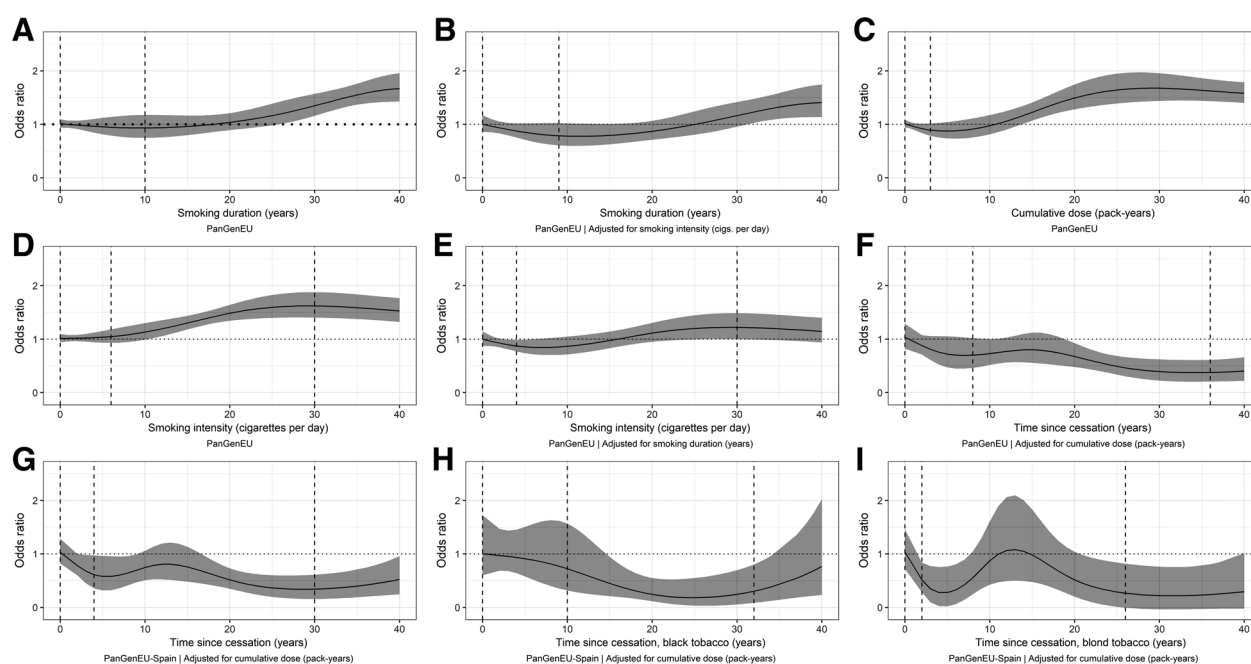 A
Odds ratio
2
1
0
0
10
20
30
40
Smoking duration (years)
PanGenEU
B
Odds ratio
2
1
0
0
10
20
30
40
Smoking duration (years)
PanGenEU | Adjusted for smoking intensity (cigs. per day)
C
Odds ratio
2
1
0
0
10
20
30
40
Cumulative dose (pack-years)
PanGenEU
D
Odds ratio
2
1
0
0
10
20
30
40
Smoking intensity (cigarettes per day)
PanGenEU
E
Odds ratio
2
1
0
0
10
20
30
40
Smoking intensity (cigarettes per day)
PanGenEU | Adjusted for smoking duration (years)
F
Odds ratio
2
1
0
0
10
20
30
40
Time since cessation (years)
PanGenEU | Adjusted for cumulative dose (pack-years)
G
Odds ratio
2
1
0
0
10
20
30
40
Time since cessation (years)
PanGenEU-Spain | Adjusted for cumulative dose (pack-years)
H
Odds ratio
2
1
0
0
10
20
30
40
Time since cessation, black tobacco (years)
PanGenEU-Spain | Adjusted for cumulative dose (pack-years)
I
Odds ratio
2
1
0
0
10
20
30
40
Time since cessation, blond tobacco (years)
PanGenEU-Spain | Adjusted for cumulative dose (pack-years)